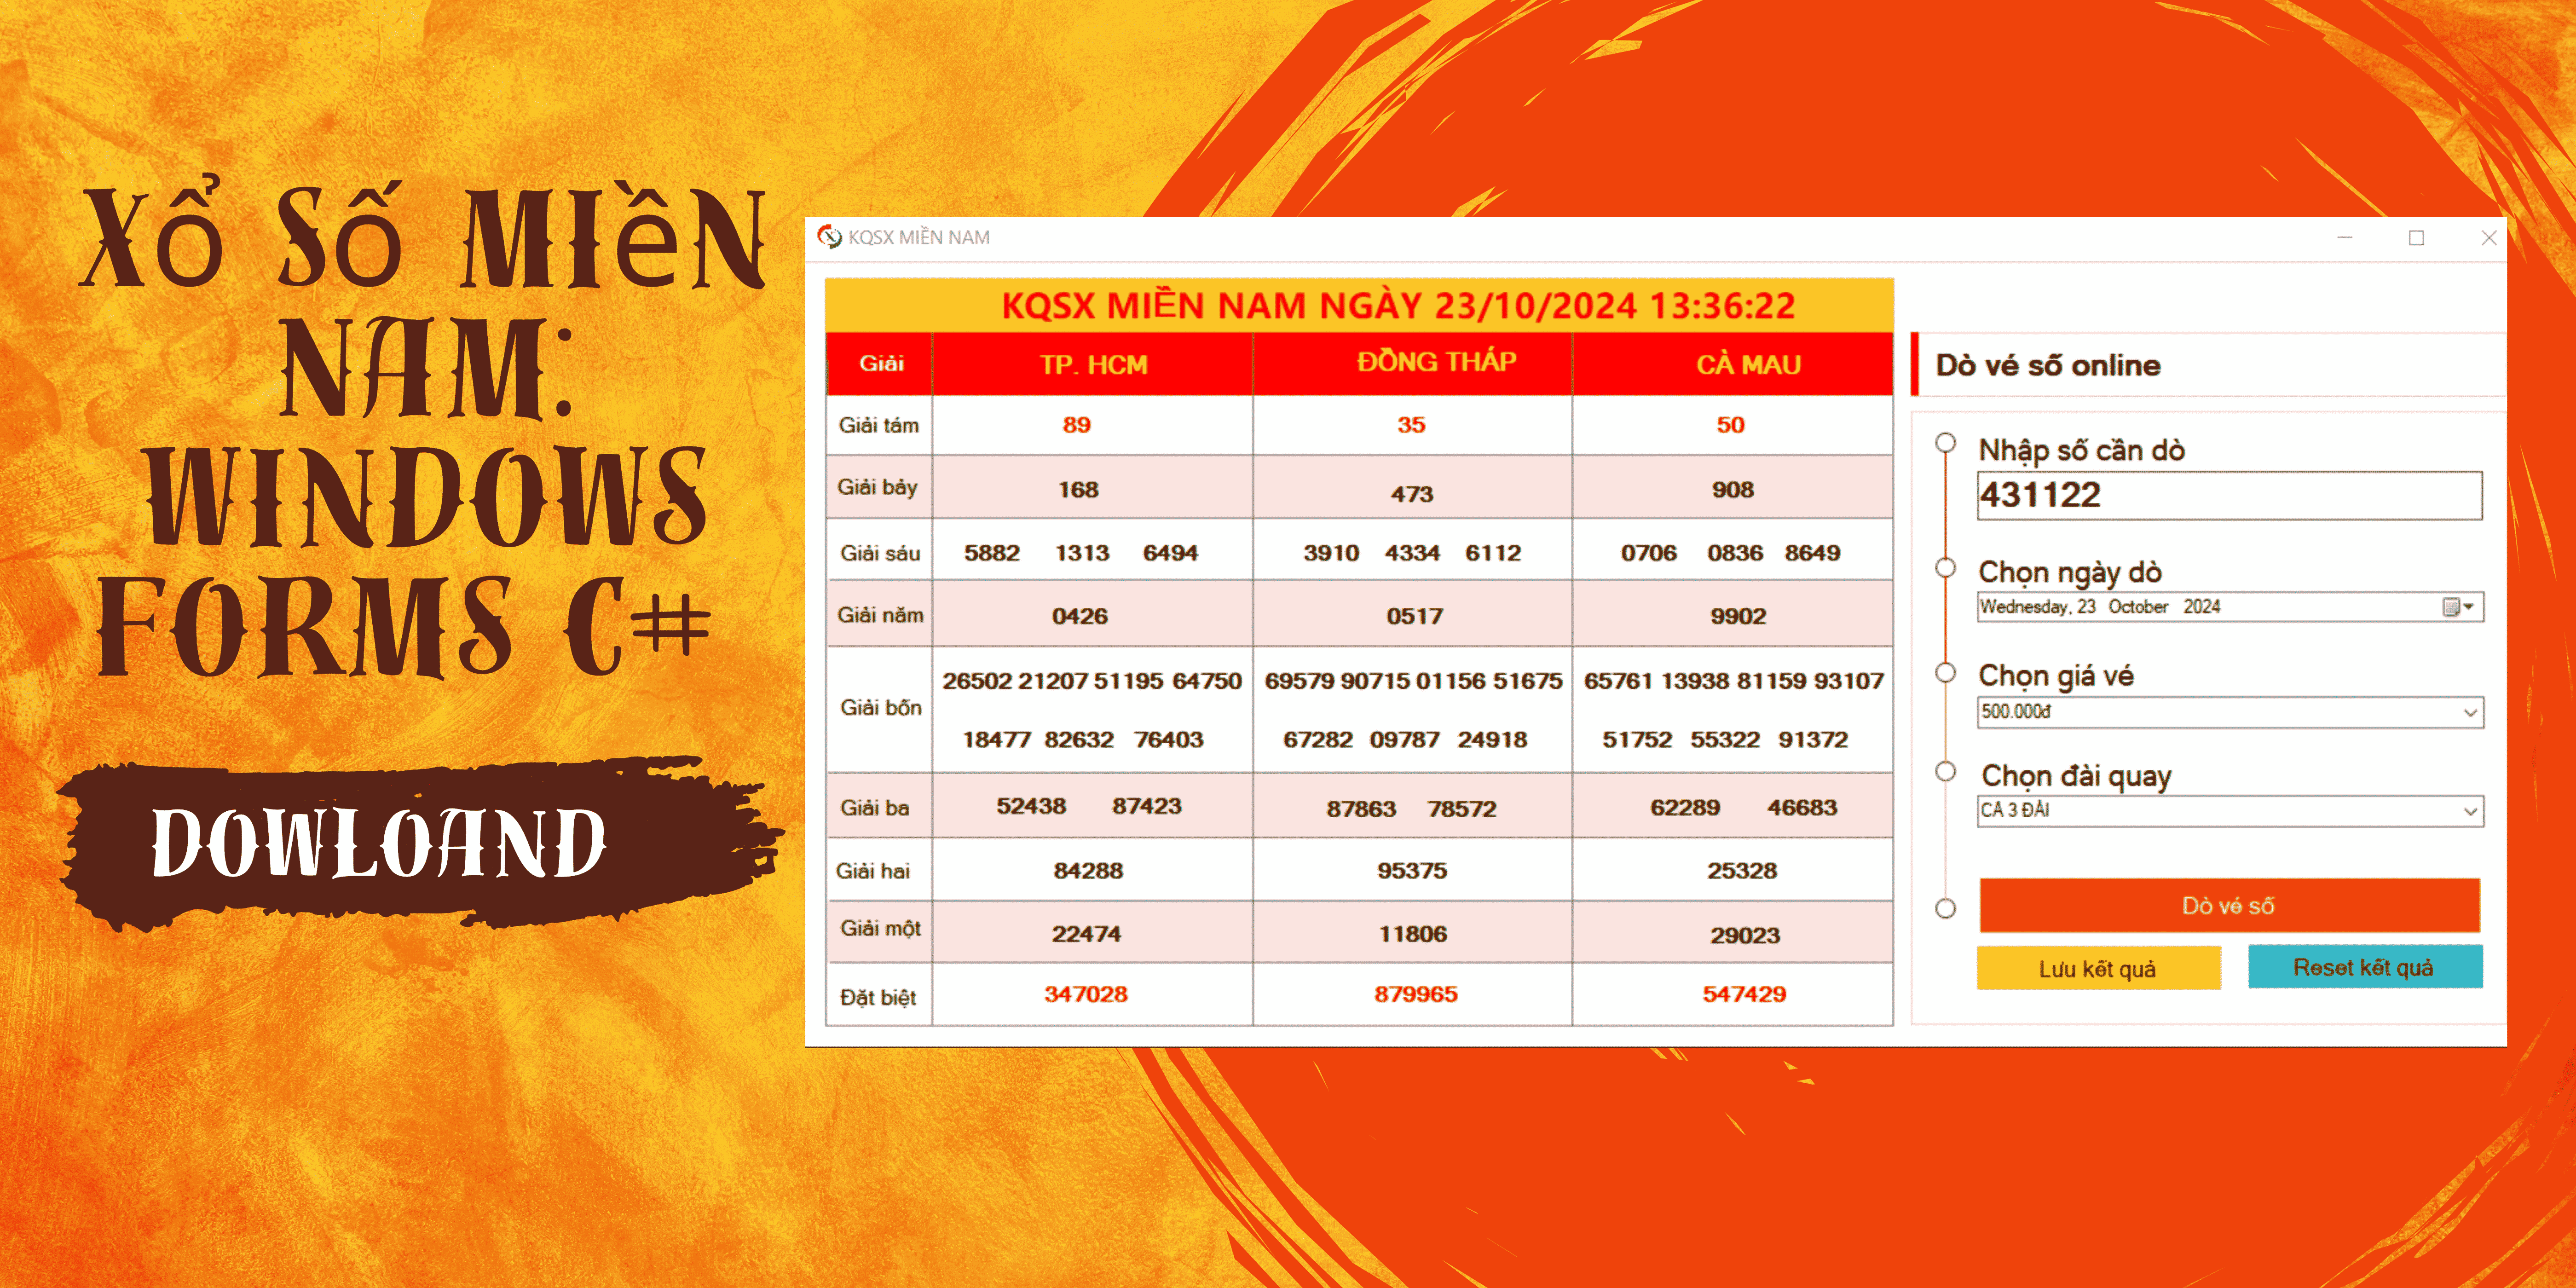 Xổ Số MIềN
NAM:
WINDOWS
FORMS C#
DOWLOAND
KQSX MIỀN NAM
KQSX MIỀN NAM NGÀY 23/10/2024 13:36:22
Giải TP. HCM ĐỒNG THÁP CÀ MAU
Giải tám 89 35 50
Giải bảy 168 473 908
Giải sáu 5882 1313 6494 3910 4334 6112 0706 0836 8649
Giải năm 0426 0517 9902
Giải bốn
26502 21207 51195 64750 69579 90715 01156 51675 65761 13938 81159 93107
18477 82632 76403 67282 09787 24918 51752 55322 91372
Giải ba 52438 87423 87863 78572 62289 46683
Giải hai 84288 95375 25328
Giải một 22474 11806 29023
Đặt biệt 347028 879965 547429
Dò vé số online
Nhập số cần dò
431122
Chọn ngày dò
Wednesday, 23 October 2024
Chọn giá vé
500.000đ
Chọn đài quay
CẢ 3 ĐÀI
Dò vé số
Lưu kết quả
Reset kết quả